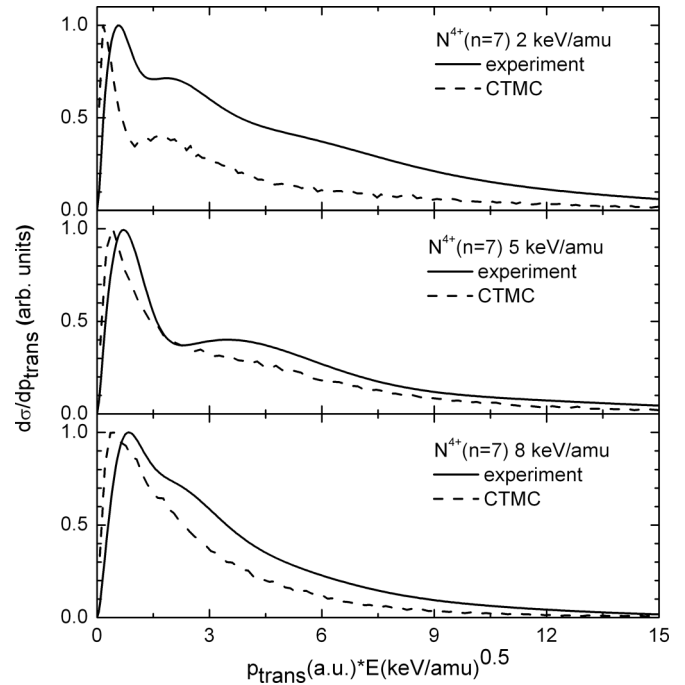 1.0
N⁴⁺(n=7) 2 keV/amu
experiment
CTMC
0.5
0.0
1.0
N⁴⁺(n=7) 5 keV/amu
experiment
CTMC
0.5
0.0
1.0
N⁴⁺(n=7) 8 keV/amu
experiment
CTMC
0.5
0.0
0 3 6 9 12 15
dσ/dp_trans (arb. units)
p_trans(a.u.)*E(keV/amu)^0.5